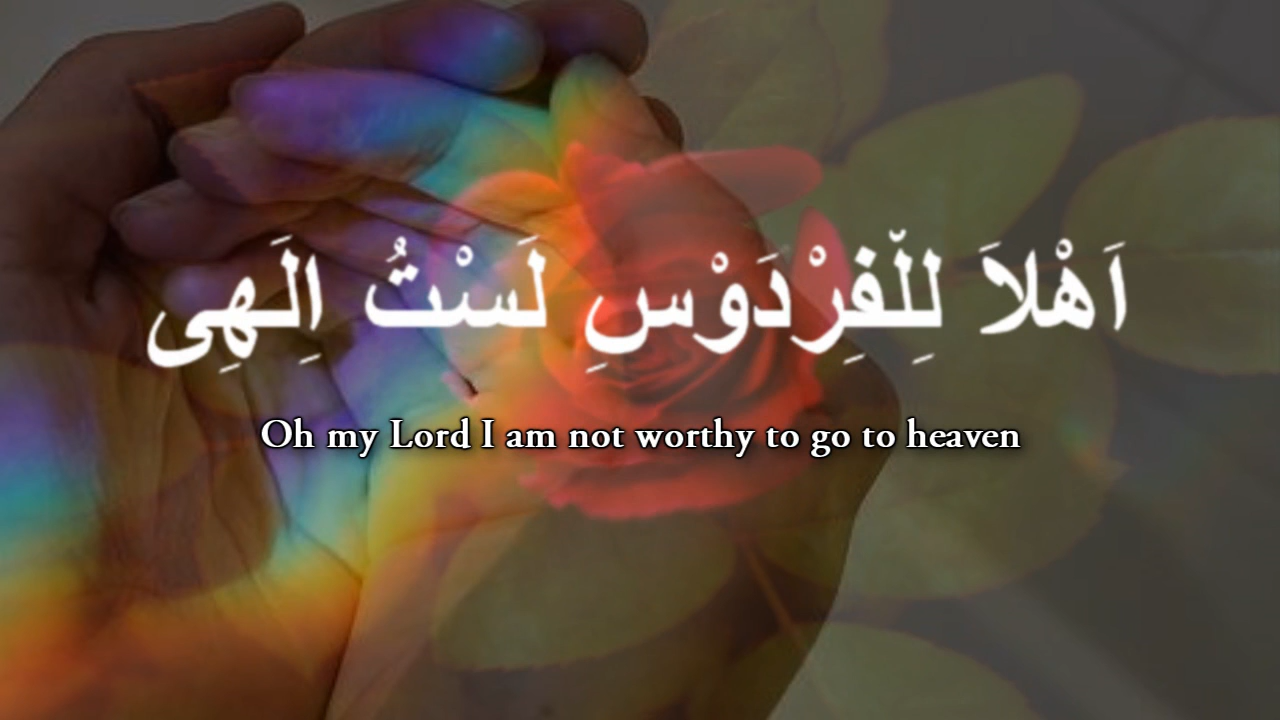 اَهْلاَ لِلّفِرْدَوْسِ لَسْتُ اِلَهِى
Oh my Lord I am not worthy to go to heaven